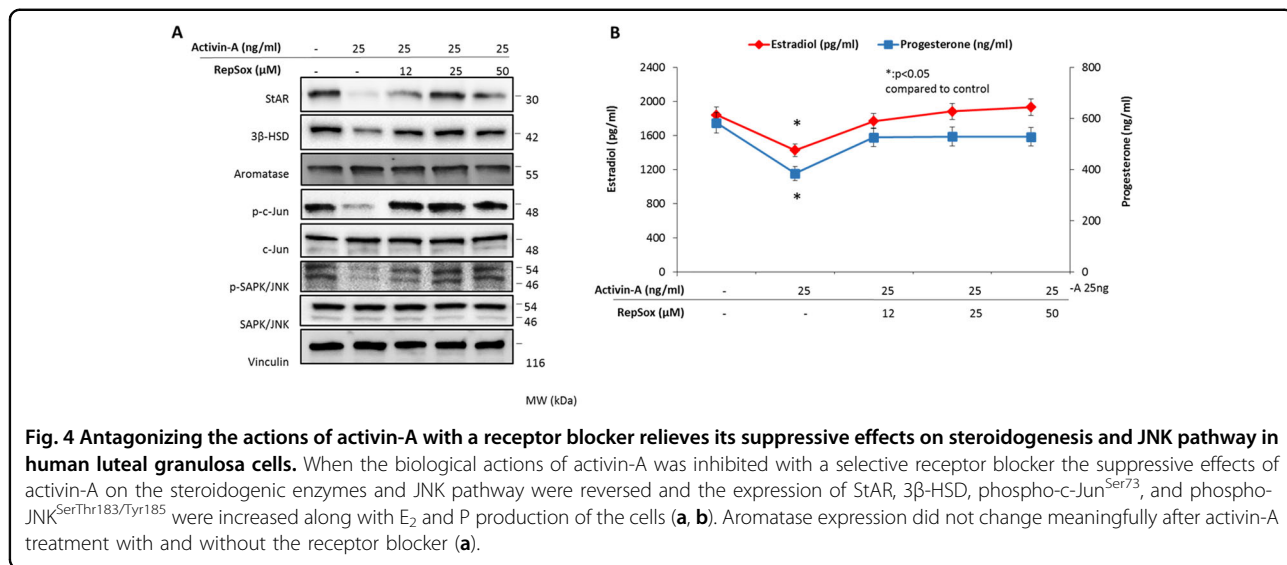 A
Activin-A (ng/ml) - 25 25 25 25
RepSox (µM) - - 12 25 50
StAR 30
3β-HSD 42
Aromatase 55
p-c-Jun 48
c-Jun 48
p-SAPK/JNK 54 46
SAPK/JNK 54 46
Vinculin 116
MW (kDa)
B
Estradiol (pg/ml) Progesterone (ng/ml)
*:p<0.05
compared to control
Estradiol (pg/ml)
2400
2000
1600
1200
800
400
0
*
*
Progesterone (ng/ml)
800
600
400
200
0
Activin-A (ng/ml) - 25 25 25 25 -A 25ng
RepSox (µM) - - 12 25 50
Fig. 4 Antagonizing the actions of activin-A with a receptor blocker relieves its suppressive effects on steroidogenesis and JNK pathway in
human luteal granulosa cells. When the biological actions of activin-A was inhibited with a selective receptor blocker the suppressive effects of
activin-A on the steroidogenic enzymes and JNK pathway were reversed and the expression of StAR, 3β-HSD, phospho-c-Jun^Ser73, and phospho-
JNK^SerThr183/Tyr185 were increased along with E₂ and P production of the cells (a, b). Aromatase expression did not change meaningfully after activin-A
treatment with and without the receptor blocker (a).